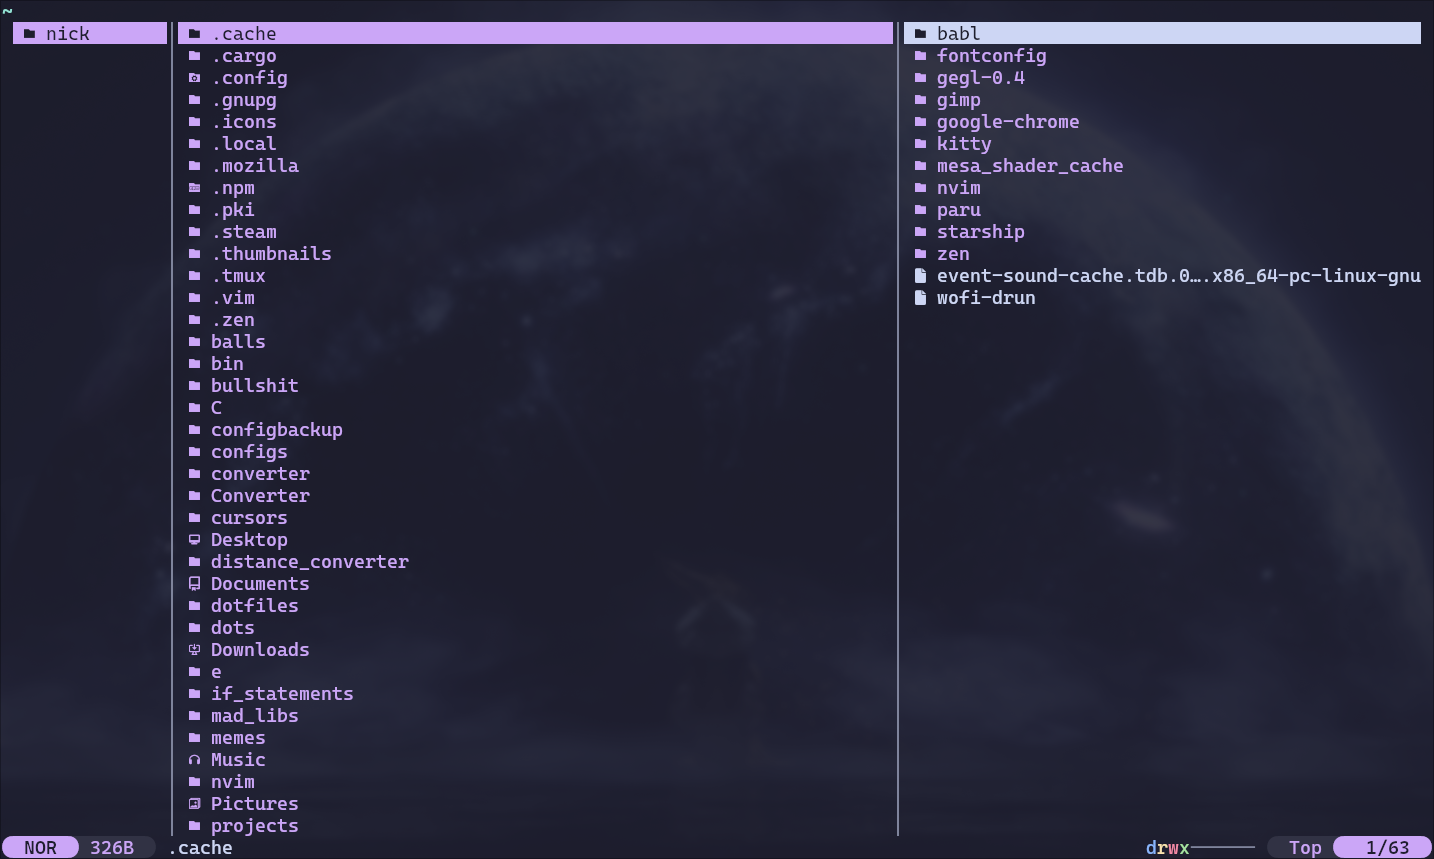 ~
nick
.cache
.cargo
.config
.gnupg
.icons
.local
.mozilla
.npm
.pki
.steam
.thumbnails
.tmux
.vim
.zen
balls
bin
bullshit
C
configbackup
configs
converter
Converter
cursors
Desktop
distance_converter
Documents
dotfiles
dots
Downloads
e
if_statements
mad_libs
memes
Music
nvim
Pictures
projects
babl
fontconfig
gegl-0.4
gimp
google-chrome
kitty
mesa_shader_cache
nvim
paru
starship
zen
event-sound-cache.tdb.0….x86_64-pc-linux-gnu
wofi-drun
NOR 326B .cache drwx------ Top 1/63